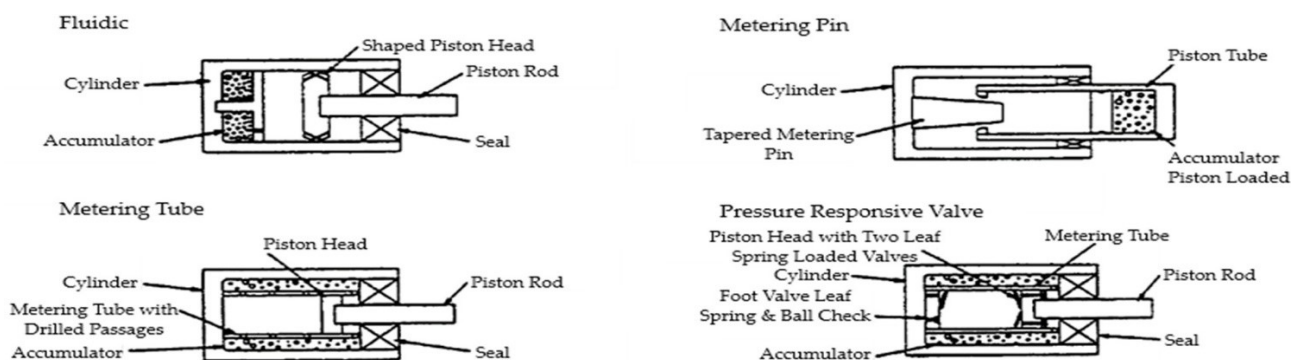 Fluidic
Shaped Piston Head
Piston Rod
Cylinder
Accumulator
Seal
Metering Pin
Piston Tube
Cylinder
Tapered Metering
Pin
Accumulator
Piston Loaded
Metering Tube
Piston Head
Cylinder
Piston Rod
Metering Tube with
Drilled Passages
Accumulator
Seal
Pressure Responsive Valve
Piston Head with Two Leaf
Spring Loaded Valves
Metering Tube
Cylinder
Piston Rod
Foot Valve Leaf
Spring & Ball Check
Seal
Accumulator